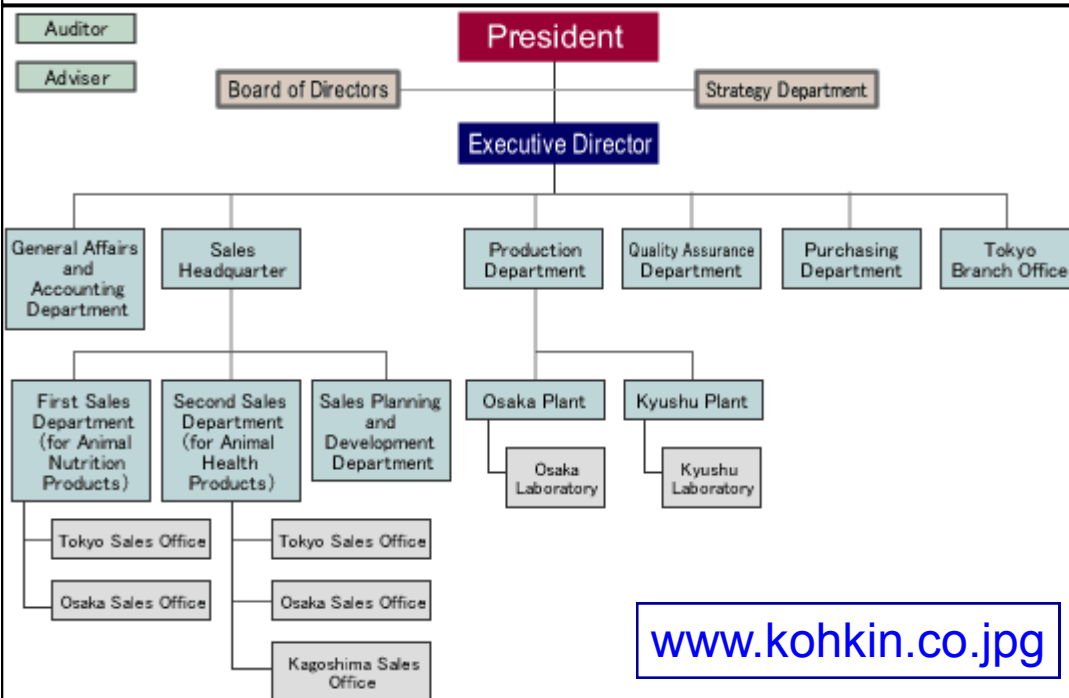 Auditor
President
Adviser
Board of Directors
Strategy Department
Executive Director
General Affairs
and
Accounting
Department
Sales
Headquarter
Production
Department
Quality Assurance
Department
Purchasing
Department
Tokyo
Branch Office
First Sales
Department
(for Animal
Nutrition
Products)
Second Sales
Department
(for Animal
Health
Products)
Sales Planning
and
Development
Department
Osaka Plant
Kyushu Plant
Osaka
Laboratory
Kyushu
Laboratory
Tokyo Sales Office
Osaka Sales Office
Tokyo Sales Office
Osaka Sales Office
Kagoshima Sales
Office
www.kohkin.co.jpg